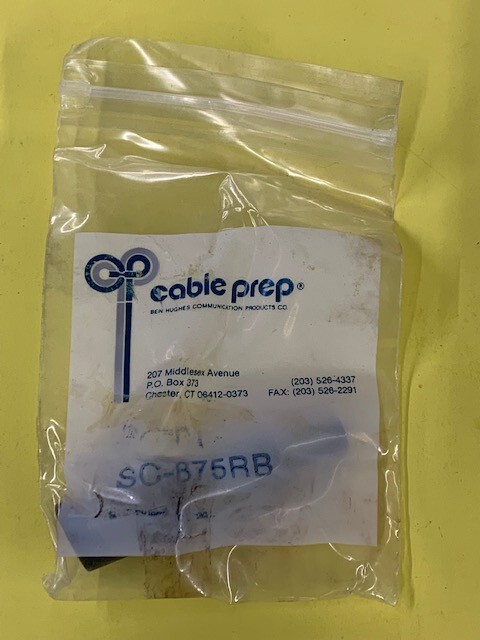 cable prep®
BEN HUGHES COMMUNICATION PRODUCTS CO.
207 Middlesex Avenue
P.O. Box 373
Chester, CT 06412-0373
(203) 526-4337
FAX: (203) 526-2291
SC-875RB